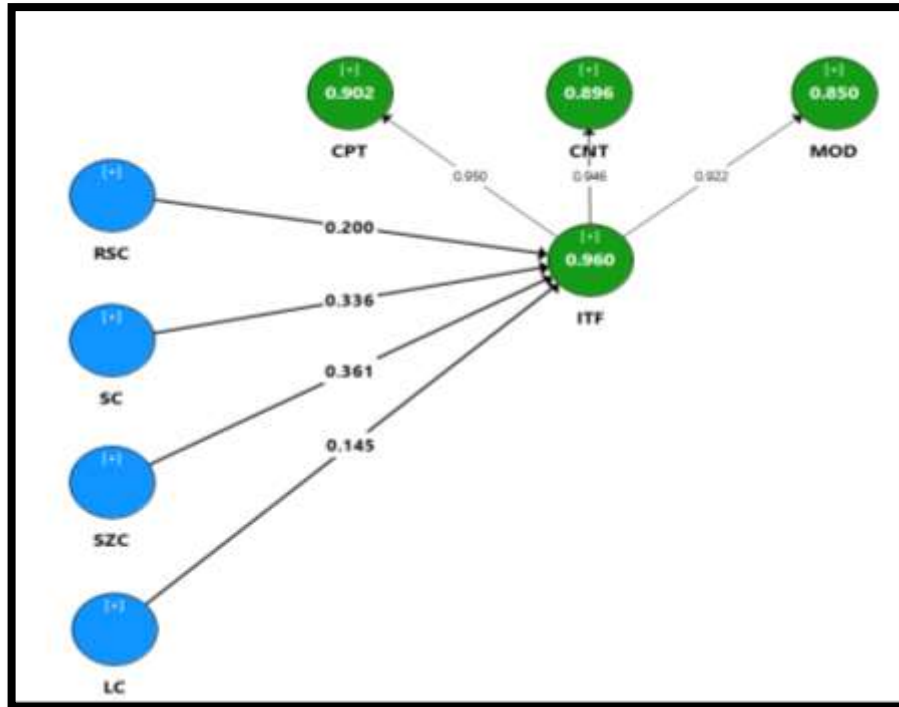 [+] [+] [+]
0.902 0.896 0.850
CPT CNT MOD
[+]
0.950 0.946 0.922
RSC
0.200
[+]
0.960
ITF
[+]
0.336
SC
0.361
[+]
0.145
SZC
[+]
LC